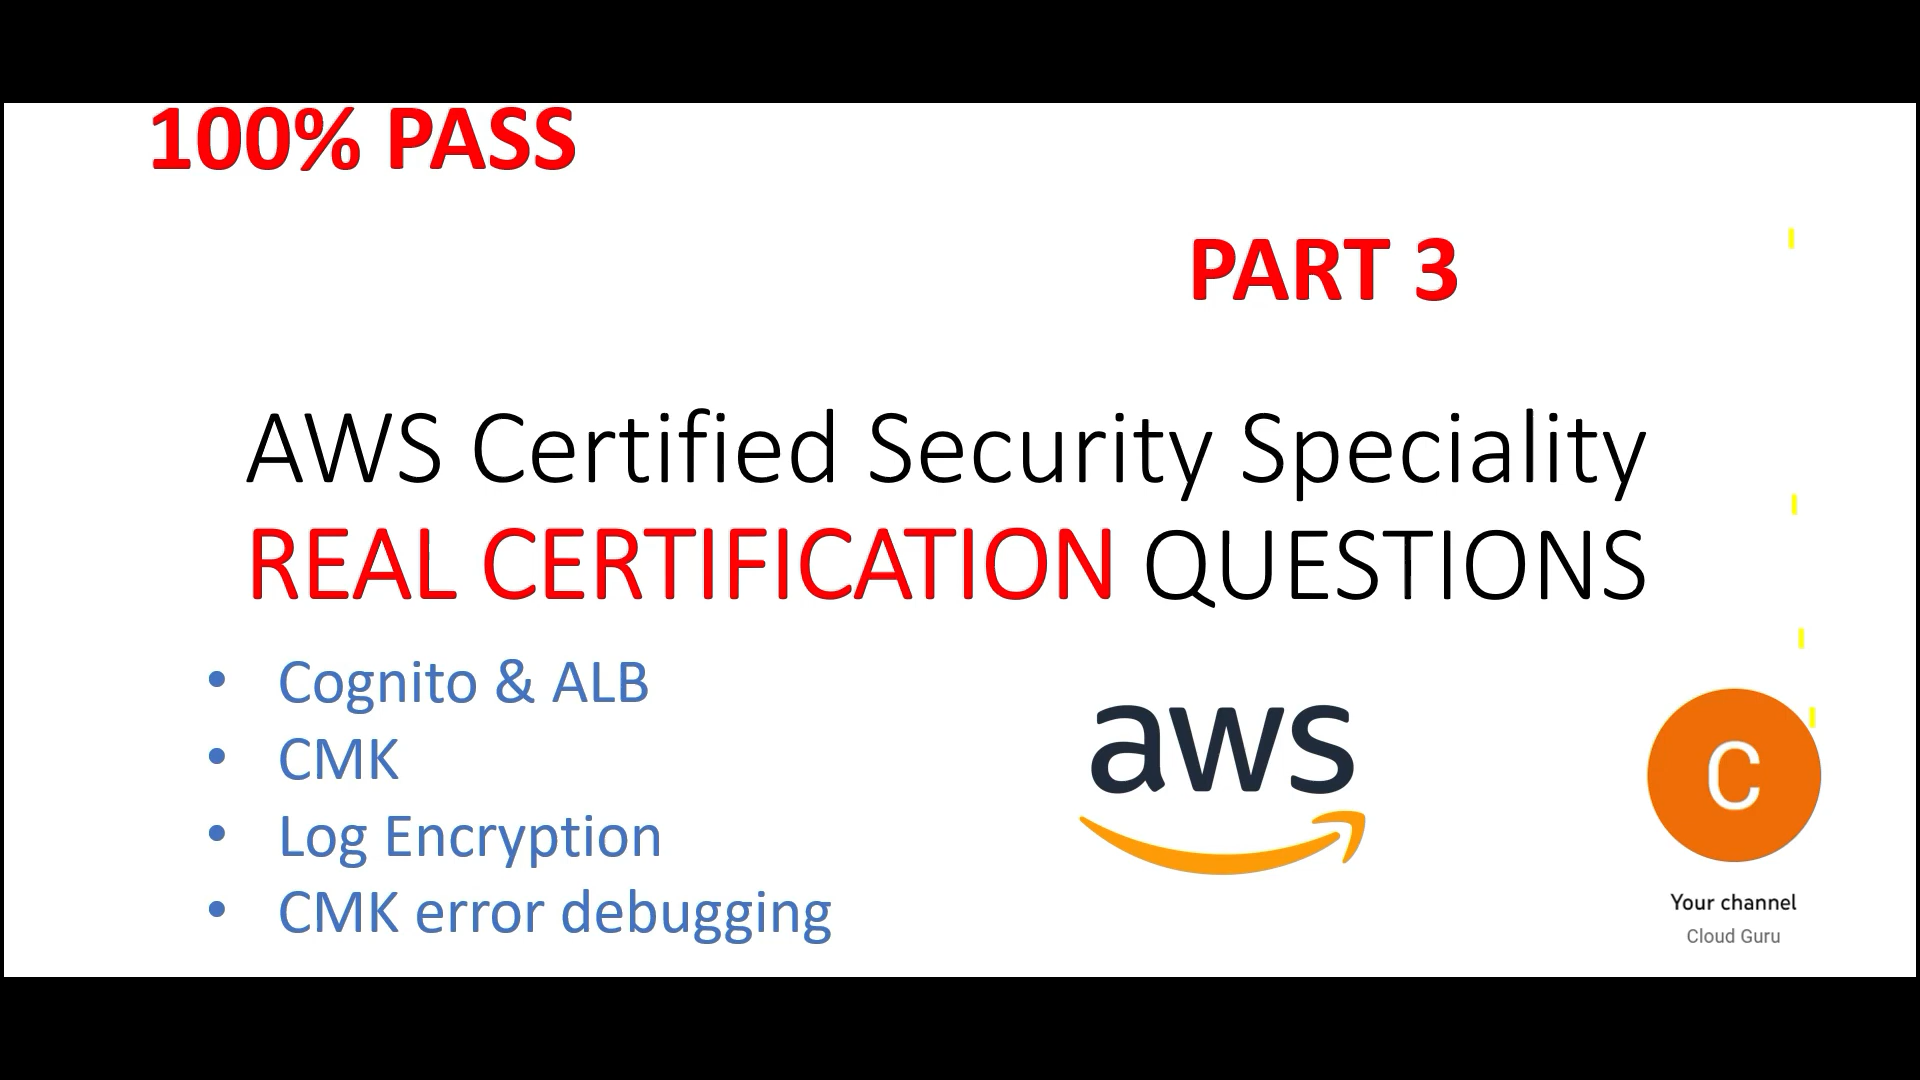 100% PASS
PART 3
AWS Certified Security Speciality
REAL CERTIFICATION QUESTIONS
• Cognito & ALB
• CMK
• Log Encryption
• CMK error debugging
aws
C
Your channel
Cloud Guru